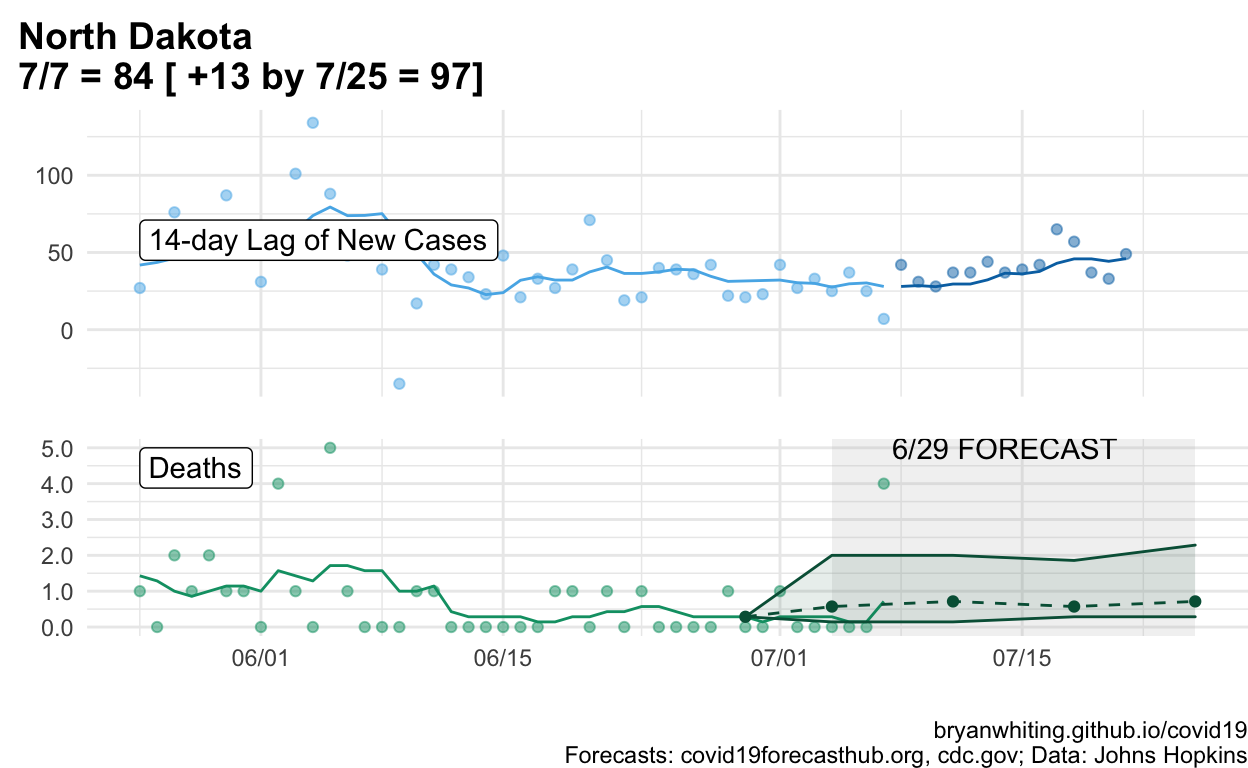 North Dakota
7/7 = 84 [ +13 by 7/25 = 97]
100
50
0
14-day Lag of New Cases
5.0
4.0
3.0
2.0
1.0
0.0
Deaths
6/29 FORECAST
06/01 06/15 07/01 07/15
bryanwhiting.github.io/covid19
Forecasts: covid19forecasthub.org, cdc.gov; Data: Johns Hopkins